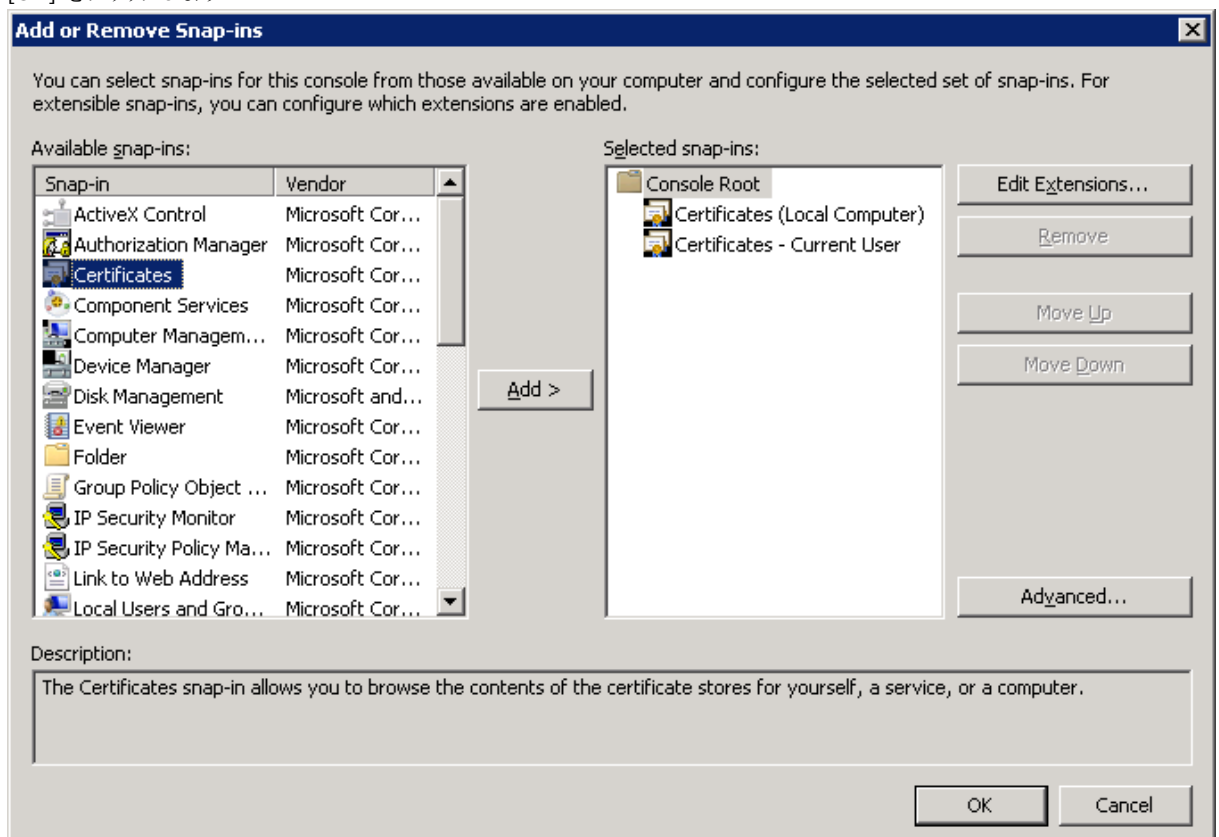 Add or Remove Snap-ins
You can select snap-ins for this console from those available on your computer and configure the selected set of snap-ins. For
extensible snap-ins, you can configure which extensions are enabled.
Available snap-ins:
Snap-in Vendor
ActiveX Control Microsoft Cor...
Authorization Manager Microsoft Cor...
Certificates Microsoft Cor...
Component Services Microsoft Cor...
Computer Managem... Microsoft Cor...
Device Manager Microsoft Cor...
Disk Management Microsoft and...
Event Viewer Microsoft Cor...
Folder Microsoft Cor...
Group Policy Object ... Microsoft Cor...
IP Security Monitor Microsoft Cor...
IP Security Policy Ma... Microsoft Cor...
Link to Web Address Microsoft Cor...
Local Users and Gro... Microsoft Cor...
Add >
Selected snap-ins:
Console Root
Certificates (Local Computer)
Certificates - Current User
Edit Extensions...
Remove
Move Up
Move Down
Advanced...
Description:
The Certificates snap-in allows you to browse the contents of the certificate stores for yourself, a service, or a computer.
OK Cancel